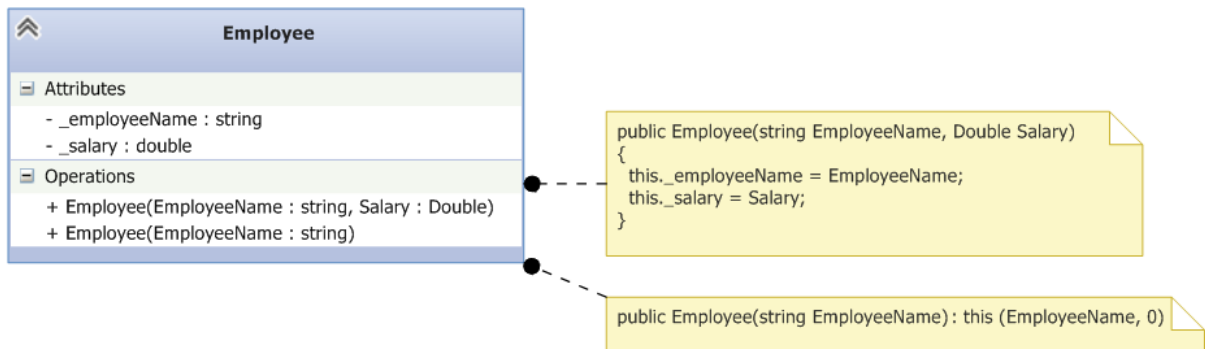 Employee
Attributes
- _employeeName : string
- _salary : double
Operations
+ Employee(EmployeeName : string, Salary : Double)
+ Employee(EmployeeName : string)
public Employee(string EmployeeName, Double Salary)
{
this._employeeName = EmployeeName;
this._salary = Salary;
}
public Employee(string EmployeeName) : this (EmployeeName, 0)